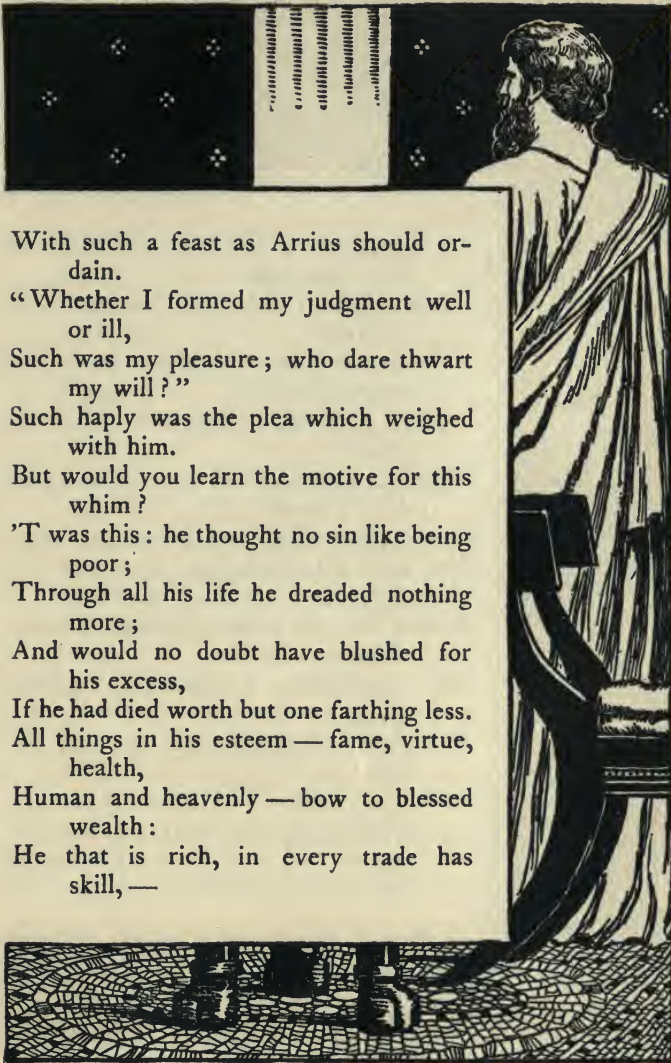 With such a feast as Arrius should or-
dain.
“Whether I formed my judgment well
or ill,
Such was my pleasure; who dare thwart
my will?”
Such haply was the plea which weighed
with him.
But would you learn the motive for this
whim?
’T was this: he thought no sin like being
poor;
Through all his life he dreaded nothing
more;
And would no doubt have blushed for
his excess,
If he had died worth but one farthing less.
All things in his esteem — fame, virtue,
health,
Human and heavenly — bow to blessed
wealth:
He that is rich, in every trade has
skill, —